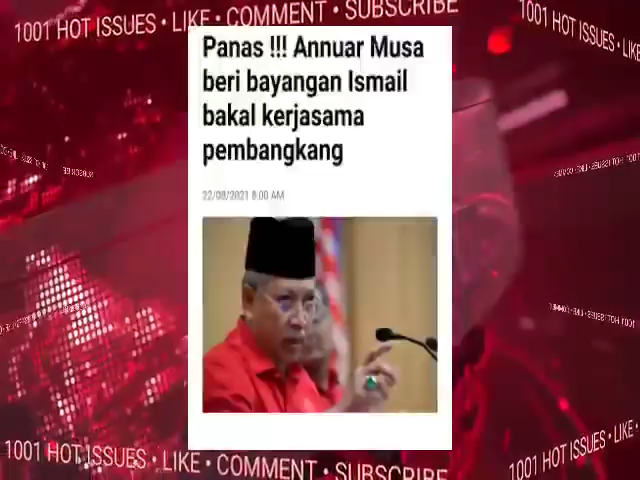 1001 HOT ISSUES • LIKE • COMMENT • SUBSCRIBE
1001 HOT ISSUES • LIKE
Panas !!! Annuar Musa
beri bayangan Ismail
bakal kerjasama
pembangkang
22/08/2021 8:00 AM
1001 HOT ISSUES • LIKE • COMMENT • SUBSCRIBE
1001 HOT ISSUES • LIKE •